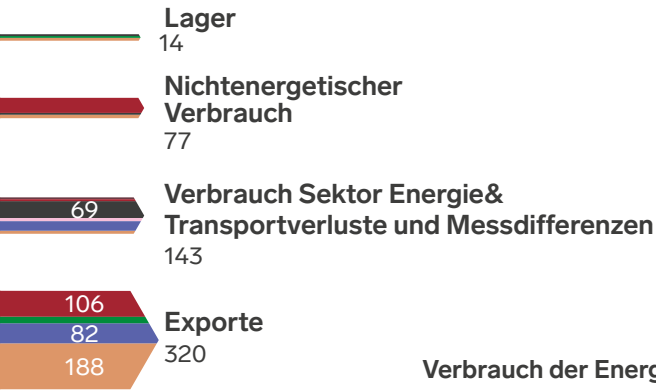 Lager
14
Nichtenergetischer
Verbrauch
77
69
Verbrauch Sektor Energie&
Transportverluste und Messdifferenzen
143
106
82
188
Exporte
320
Verbrauch der Energ